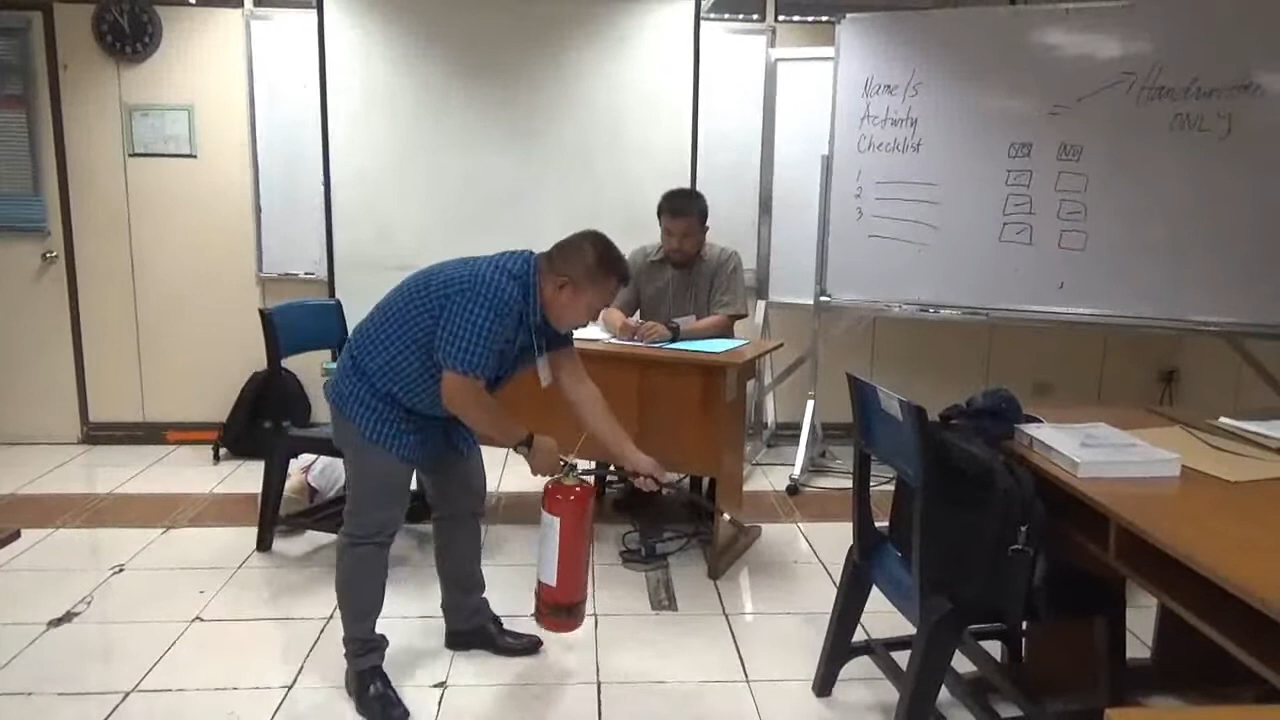 Name/s
Activity
Checklist
= Handwritten
ONLY
YES NO
1
2
3